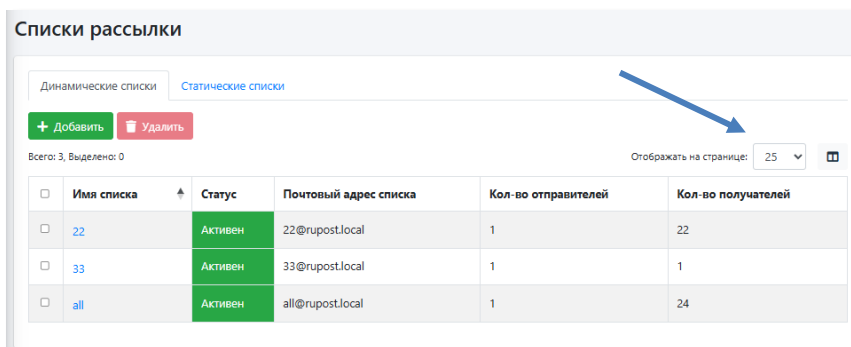 Списки рассылки
Динамические списки Статические списки
+ Добавить Удалить
Всего: 3, Выделено: 0 Отображать на странице: 25
Имя списка Статус Почтовый адрес списка Кол-во отправителей Кол-во получателей
22 Активен 22@rupost.local 1 22
33 Активен 33@rupost.local 1 1
all Активен all@rupost.local 1 24